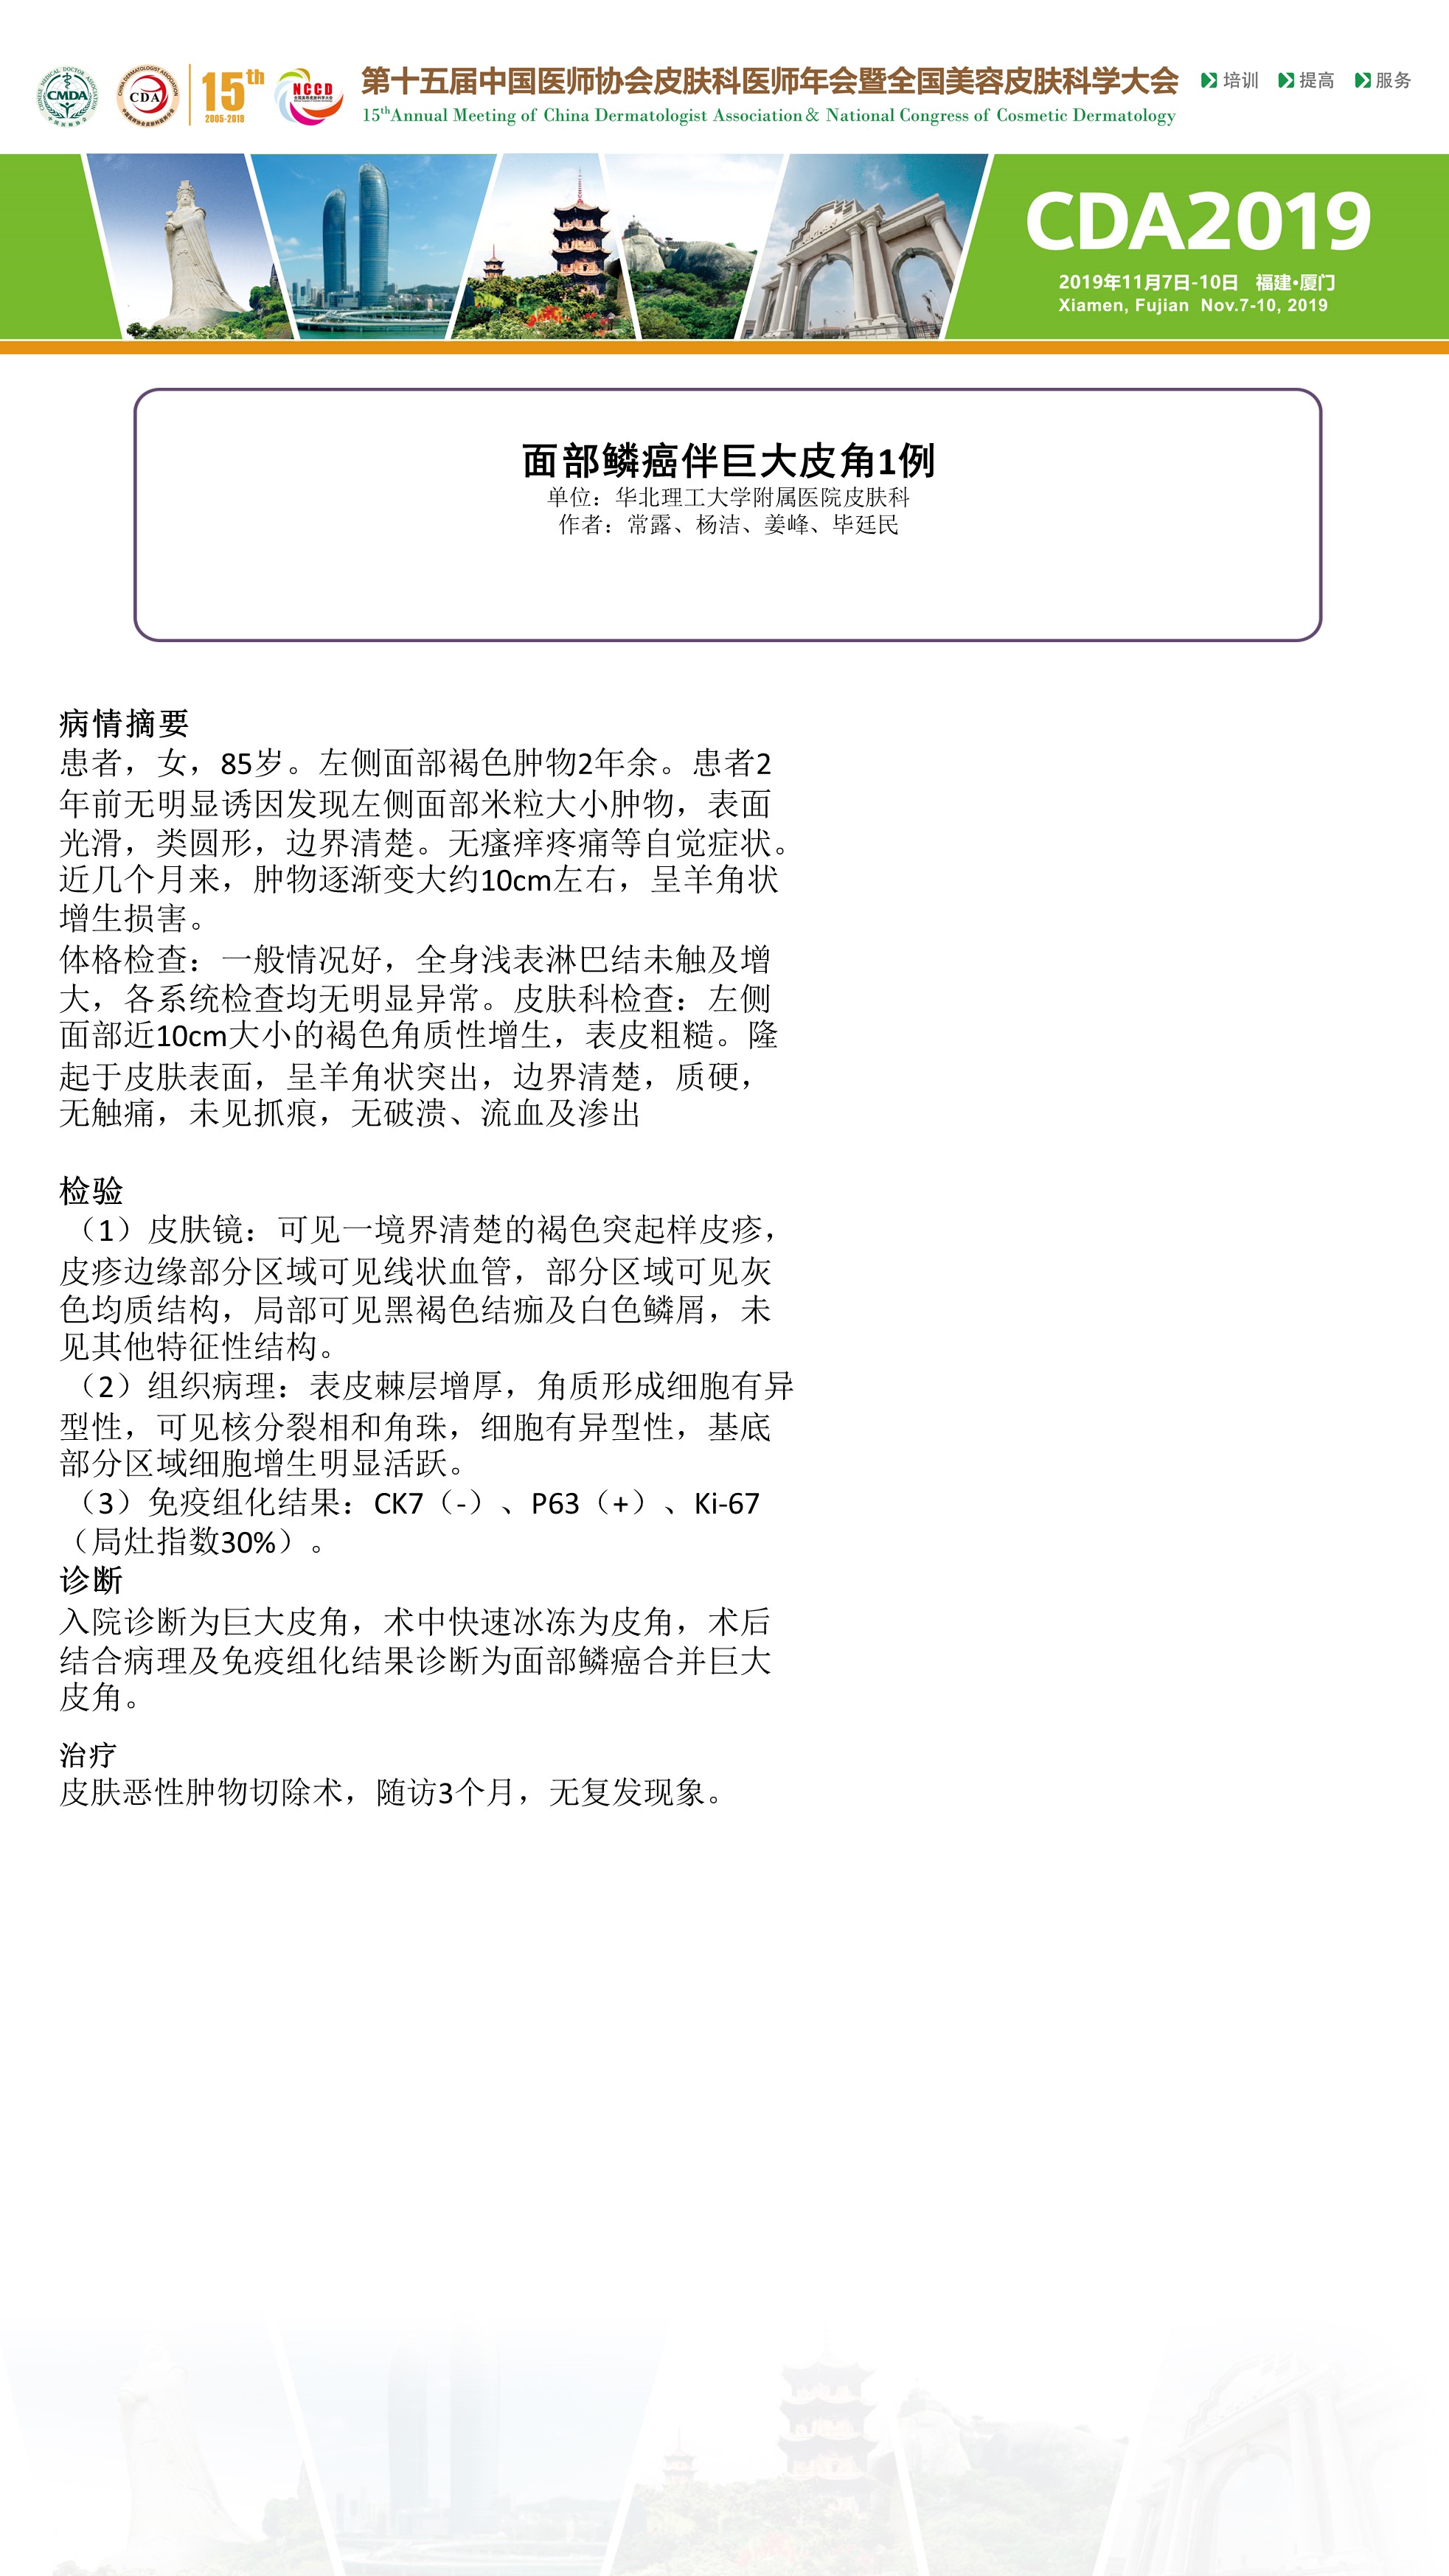 CHINESE MEDICAL DOCTOR ASSOCIATION
CMDA
中国医师协会
CHINA DERMATOLOGIST ASSOCIATION
CDA
15th
2005-2019
NCCD
第十五届中国医师协会皮肤科医师年会暨全国美容皮肤科学大会
15thAnnual Meeting of China Dermatologist Association& National Congress of Cosmetic Dermatology
培训 提高 服务
CDA2019
2019年11月7日-10日 福建·厦门
Xiamen, Fujian Nov.7-10, 2019
面部鳞癌伴巨大皮角1例
单位：华北理工大学附属医院皮肤科
作者：常露、杨洁、姜峰、毕廷民
病情摘要
患者，女，85岁。左侧面部褐色肿物2年余。患者2
年前无明显诱因发现左侧面部米粒大小肿物，表面
光滑，类圆形，边界清楚。无瘙痒疼痛等自觉症状。
近几个月来，肿物逐渐变大约10cm左右，呈羊角状
增生损害。
体格检查：一般情况好，全身浅表淋巴结未触及增
大，各系统检查均无明显异常。皮肤科检查：左侧
面部近10cm大小的褐色角质性增生，表皮粗糙。隆
起于皮肤表面，呈羊角状突出，边界清楚，质硬，
无触痛，未见抓痕，无破溃、流血及渗出
检验
（1）皮肤镜：可见一境界清楚的褐色突起样皮疹，
皮疹边缘部分区域可见线状血管，部分区域可见灰
色均质结构，局部可见黑褐色结痂及白色鳞屑，未
见其他特征性结构。
（2）组织病理：表皮棘层增厚，角质形成细胞有异
型性，可见核分裂相和角珠，细胞有异型性，基底
部分区域细胞增生明显活跃。
（3）免疫组化结果：CK7（-）、P63（+）、Ki-67
（局灶指数30%）。
诊断
入院诊断为巨大皮角，术中快速冰冻为皮角，术后
结合病理及免疫组化结果诊断为面部鳞癌合并巨大
皮角。
治疗
皮肤恶性肿物切除术，随访3个月，无复发现象。